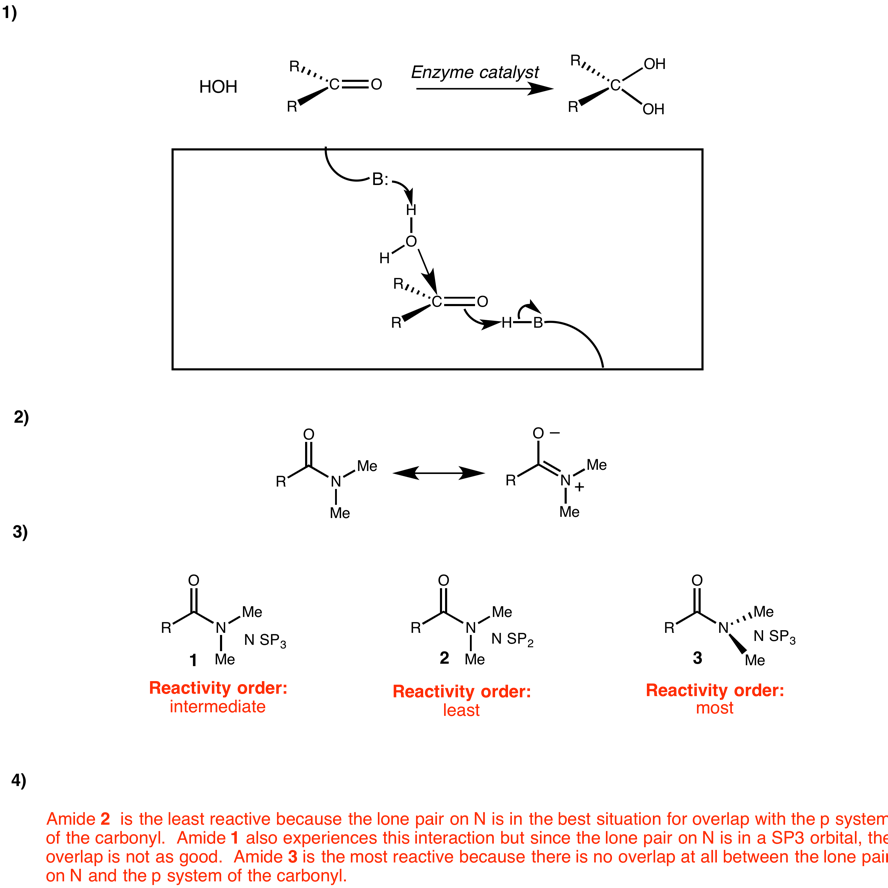 1)
HOH
R
R
C
O
Enzyme catalyst
R
R
C
OH
OH
B:
H
O
H
R
R
C
O
H
B
2)
O
R
N
Me
Me
O –
R
N
+
Me
Me
3)
O
R
N
Me
Me
N SP3
1
Reactivity order:
intermediate
O
R
N
Me
Me
N SP2
2
Reactivity order:
least
O
R
N
Me
Me
N SP3
3
Reactivity order:
most
4)
Amide 2 is the least reactive because the lone pair on N is in the best situation for overlap with the p system
of the carbonyl. Amide 1 also experiences this interaction but since the lone pair on N is in a SP3 orbital, the
overlap is not as good. Amide 3 is the most reactive because there is no overlap at all between the lone pair
on N and the p system of the carbonyl.